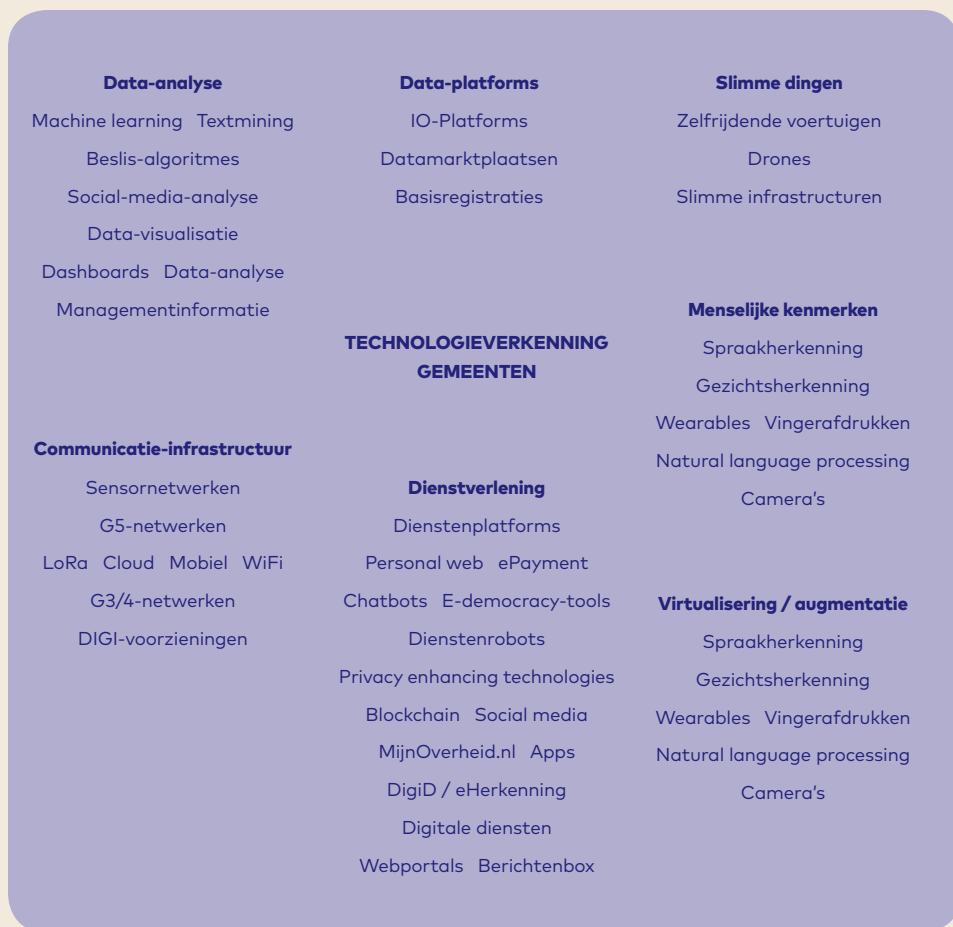 Data-analyse
Machine learning Textmining
Beslis-algoritmes
Social-media-analyse
Data-visualisatie
Dashboards Data-analyse
Managementinformatie
Communicatie-infrastructuur
Sensornetwerken
G5-netwerken
LoRa Cloud Mobiel WiFi
G3/4-netwerken
DIGI-voorzieningen
Data-platforms
IO-Platforms
Datamarktplaatsen
Basisregistraties
TECHNOLOGIEVERKENNING
GEMEENTEN
Dienstverlening
Dienstenplatforms
Personal web ePayment
Chatbots E-democracy-tools
Dienstenrobots
Privacy enhancing technologies
Blockchain Social media
MijnOverheid.nl Apps
DigiD / eHerkenning
Digitale diensten
Webportals Berichtenbox
Slimme dingen
Zelfrijdende voertuigen
Drones
Slimme infrastructuren
Menselijke kenmerken
Spraakherkenning
Gezichtsherkenning
Wearables Vingerafdrukken
Natural language processing
Camera's
Virtualisering / augmentatie
Spraakherkenning
Gezichtsherkenning
Wearables Vingerafdrukken
Natural language processing
Camera's